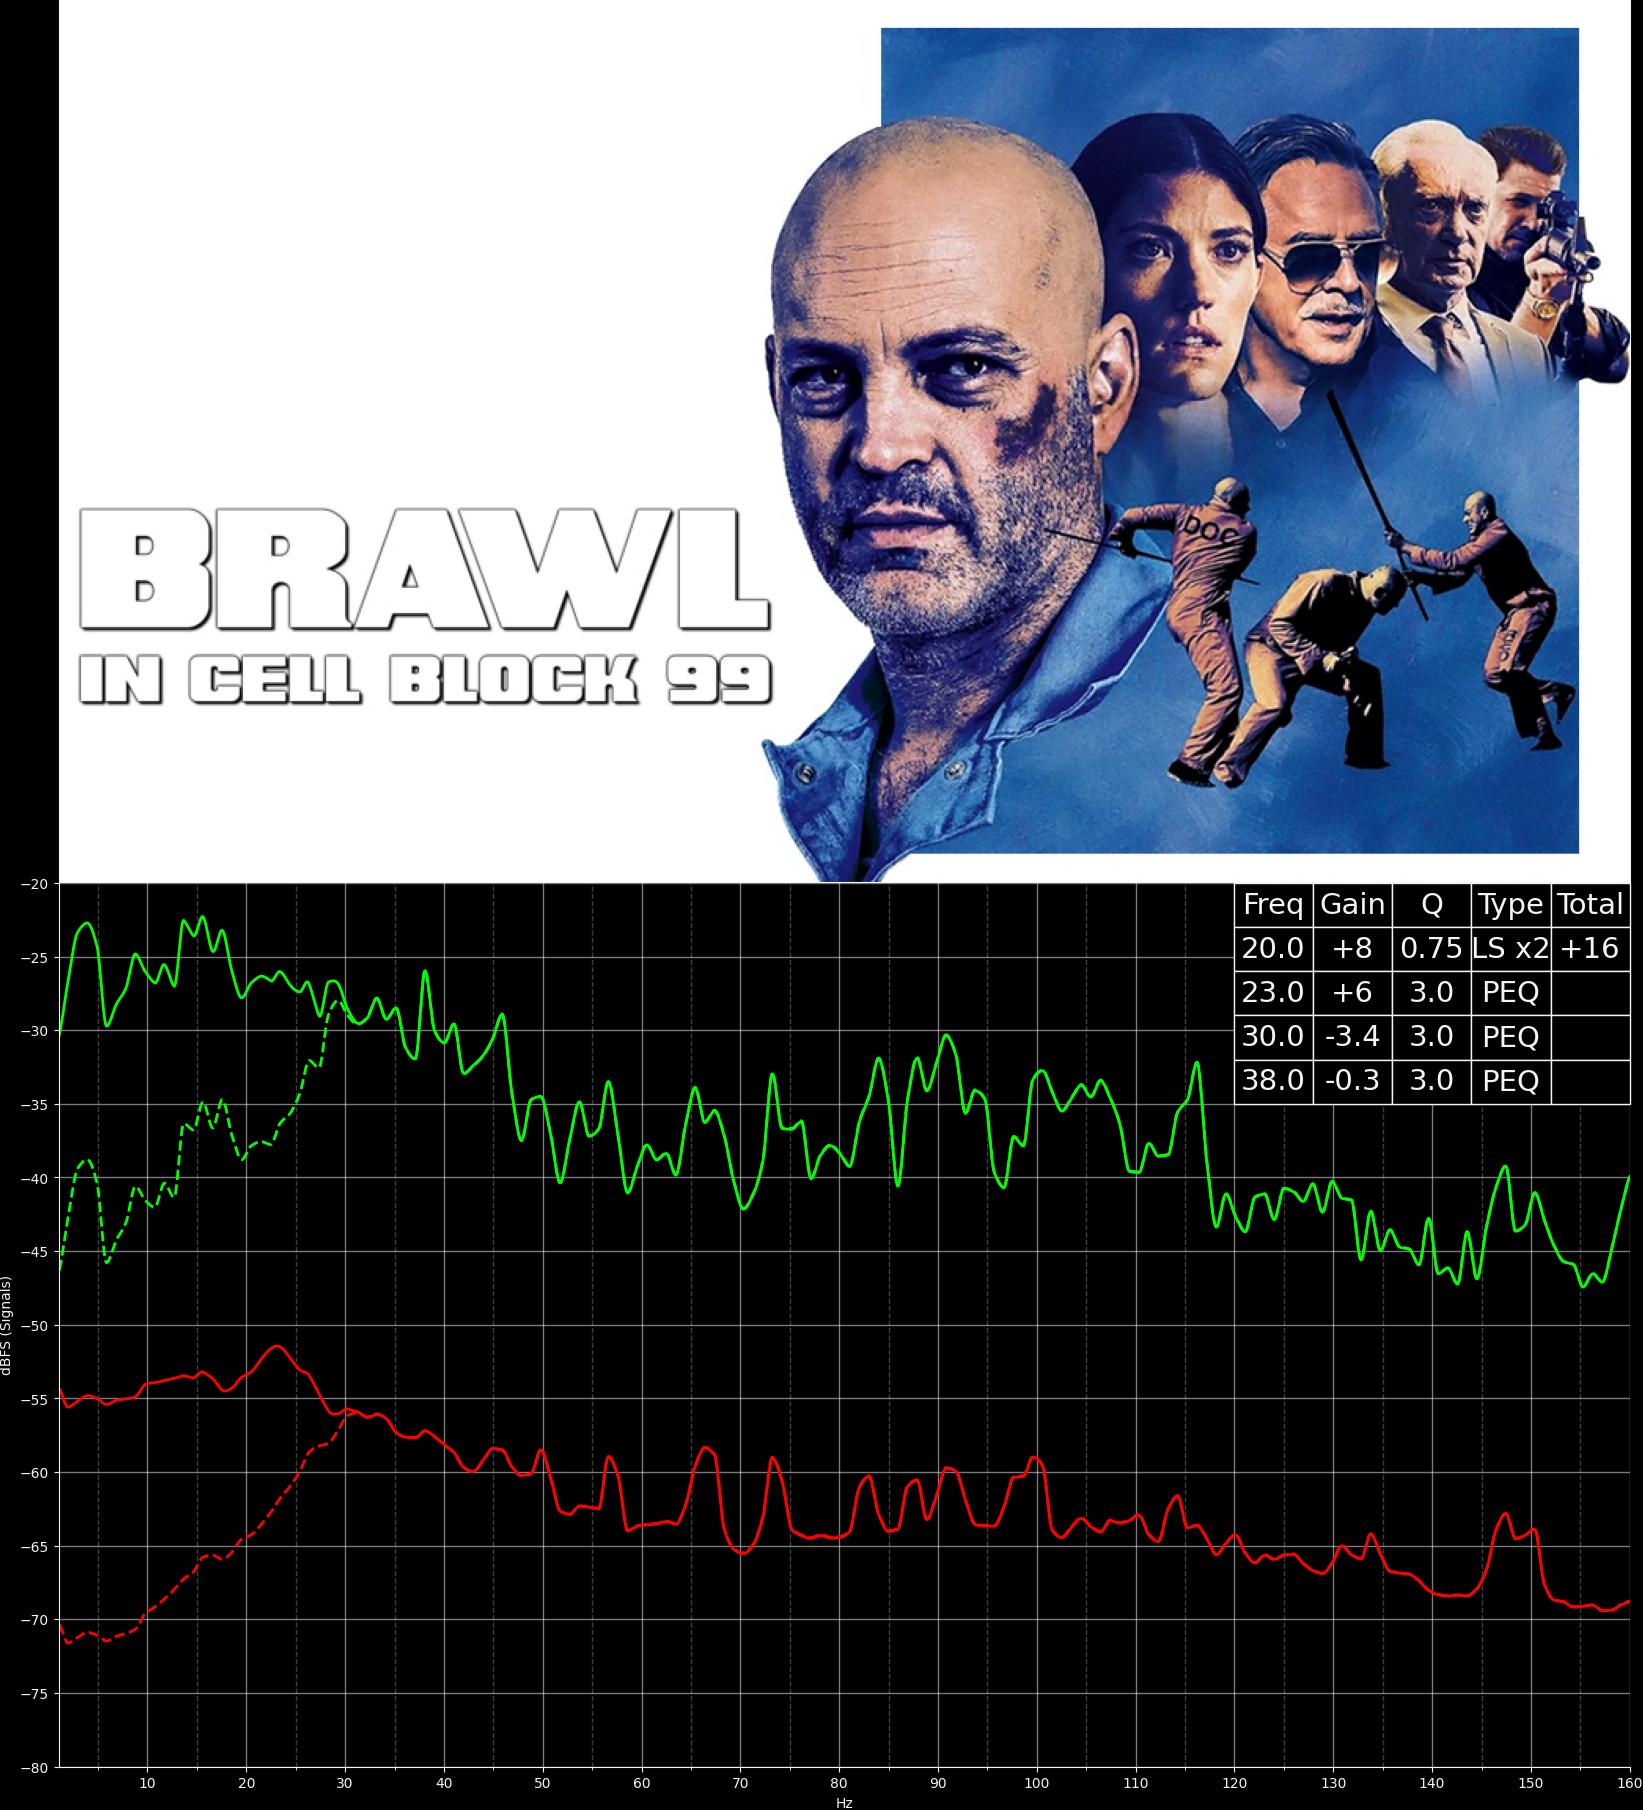 DOC
BRAWL
IN CELL BLOCK 99
Freq Gain Q Type Total
20.0 +8 0.75 LS x2 +16
23.0 +6 3.0 PEQ
30.0 -3.4 3.0 PEQ
38.0 -0.3 3.0 PEQ
−20
−25
−30
−35
−40
−45
−50
−55
−60
−65
−70
−75
−80
dBFS (Signals)
10 20 30 40 50 60 70 80 90 100 110 120 130 140 150 160
Hz